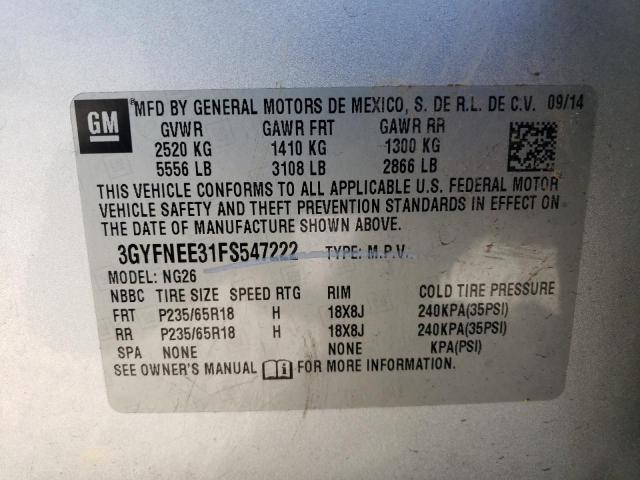 GM ® MFD BY GENERAL MOTORS DE MEXICO, S. DE R.L. DE C.V. 09/14
GVWR GAWR FRT GAWR RR
2520 KG 1410 KG 1300 KG
5556 LB 3108 LB 2866 LB
THIS VEHICLE CONFORMS TO ALL APPLICABLE U.S. FEDERAL MOTOR
VEHICLE SAFETY AND THEFT PREVENTION STANDARDS IN EFFECT ON
THE DATE OF MANUFACTURE SHOWN ABOVE.
3GYFNEE31FS547222 TYPE: M.P.V.
MODEL: NG26
NBBC TIRE SIZE SPEED RTG RIM COLD TIRE PRESSURE
FRT P235/65R18 H 18X8J 240KPA(35PSI)
RR P235/65R18 H 18X8J 240KPA(35PSI)
SPA NONE NONE KPA(PSI)
SEE OWNER'S MANUAL FOR MORE INFORMATION.